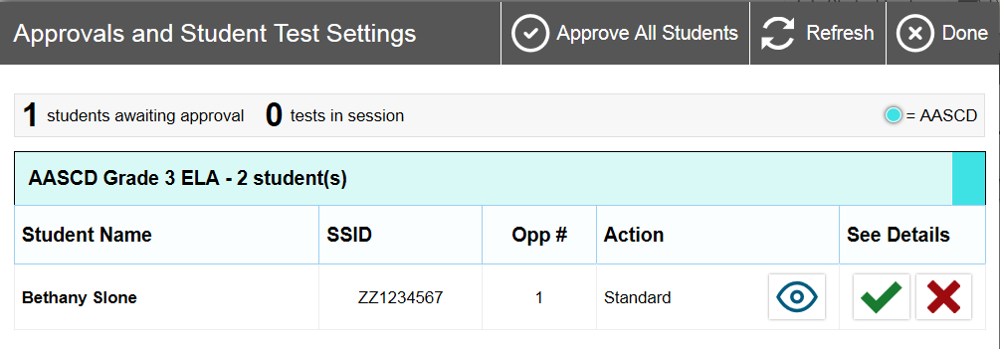 Approvals and Student Test Settings Approve All Students Refresh Done
1 students awaiting approval 0 tests in session = AASCD
AASCD Grade 3 ELA - 2 student(s)
Student Name SSID Opp # Action See Details
Bethany Slone ZZ1234567 1 Standard